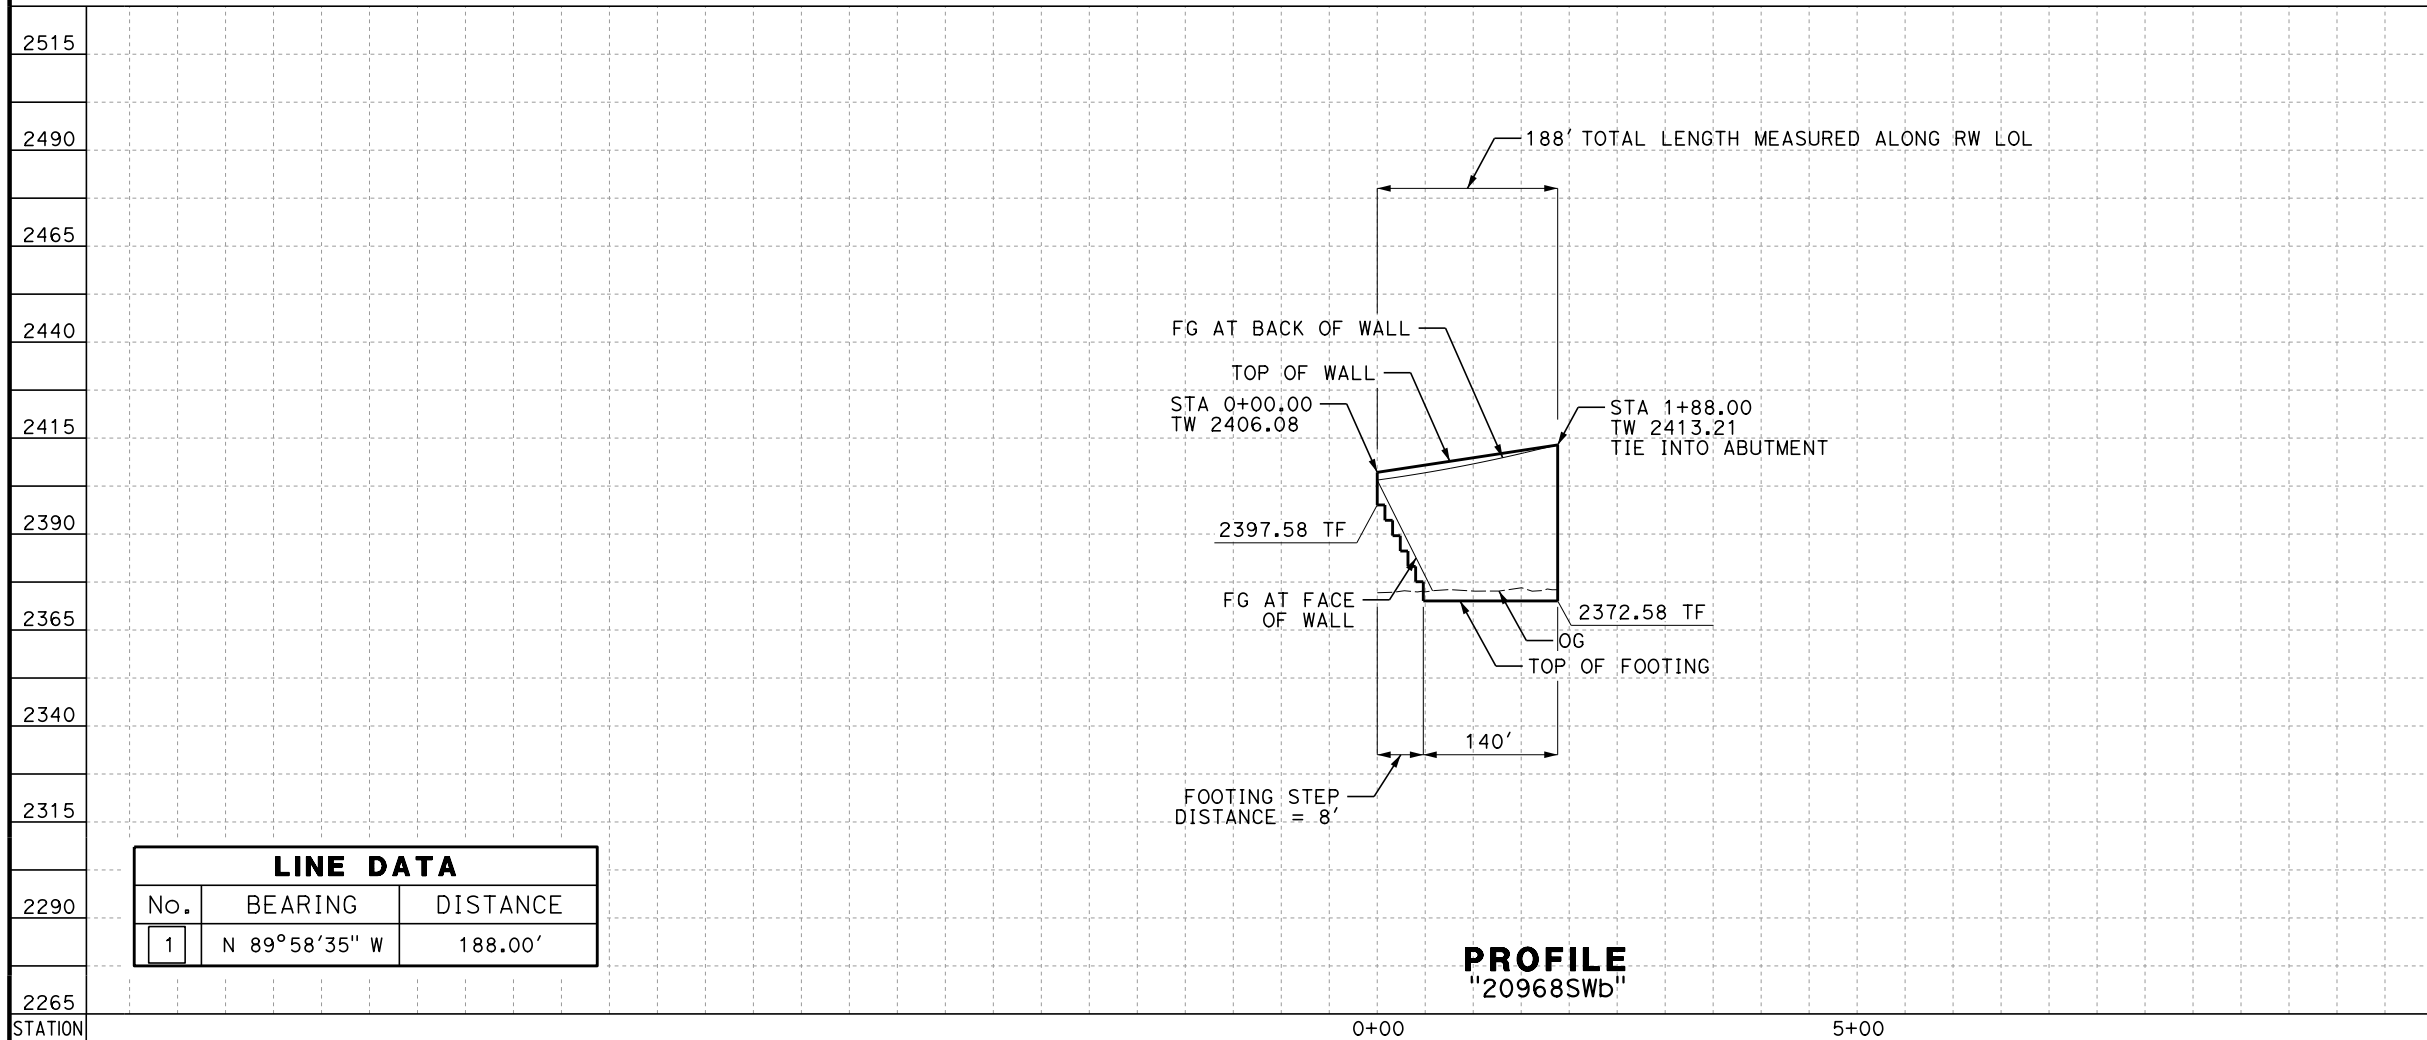 2515
2490
188' TOTAL LENGTH MEASURED ALONG RW LOL
2465
2440
FG AT BACK OF WALL
TOP OF WALL
STA 0+00.00
TW 2406.08
STA 1+88.00
TW 2413.21
TIE INTO ABUTMENT
2415
2390
2397.58 TF
FG AT FACE
OF WALL
2372.58 TF
2365
OG
TOP OF FOOTING
2340
140'
FOOTING STEP
DISTANCE = 8'
2315
LINE DATA
No. BEARING DISTANCE
1 N 89°58'35" W 188.00'
2290
PROFILE
"20968SWb"
2265
STATION 0+00 5+00